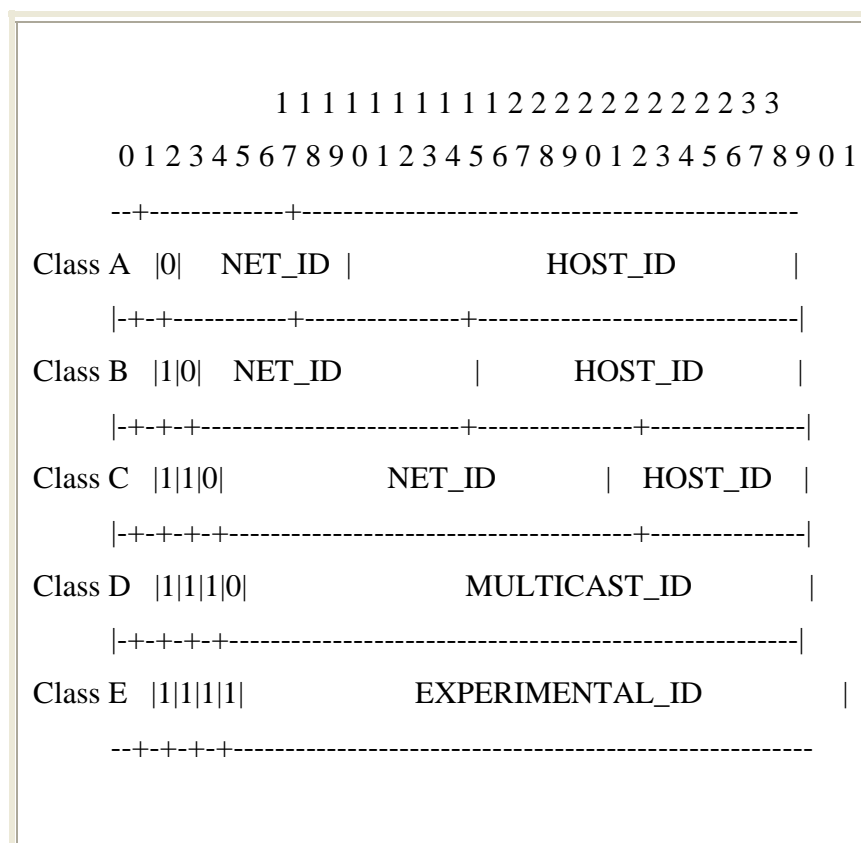 1 1 1 1 1 1 1 1 1 1 2 2 2 2 2 2 2 2 2 2 3 3
0 1 2 3 4 5 6 7 8 9 0 1 2 3 4 5 6 7 8 9 0 1 2 3 4 5 6 7 8 9 0 1
--+-------------+------------------------------------------------
Class A |0| NET_ID | HOST_ID |
|-+-+-----------+---------------+-------------------------------|
Class B |1|0| NET_ID | HOST_ID |
|-+-+-+-------------------------+---------------+---------------|
Class C |1|1|0| NET_ID | HOST_ID |
|-+-+-+-+---------------------------------------+---------------|
Class D |1|1|1|0| MULTICAST_ID |
|-+-+-+-+-------------------------------------------------------|
Class E |1|1|1|1| EXPERIMENTAL_ID |
--+-+-+-+--------------------------------------------------------